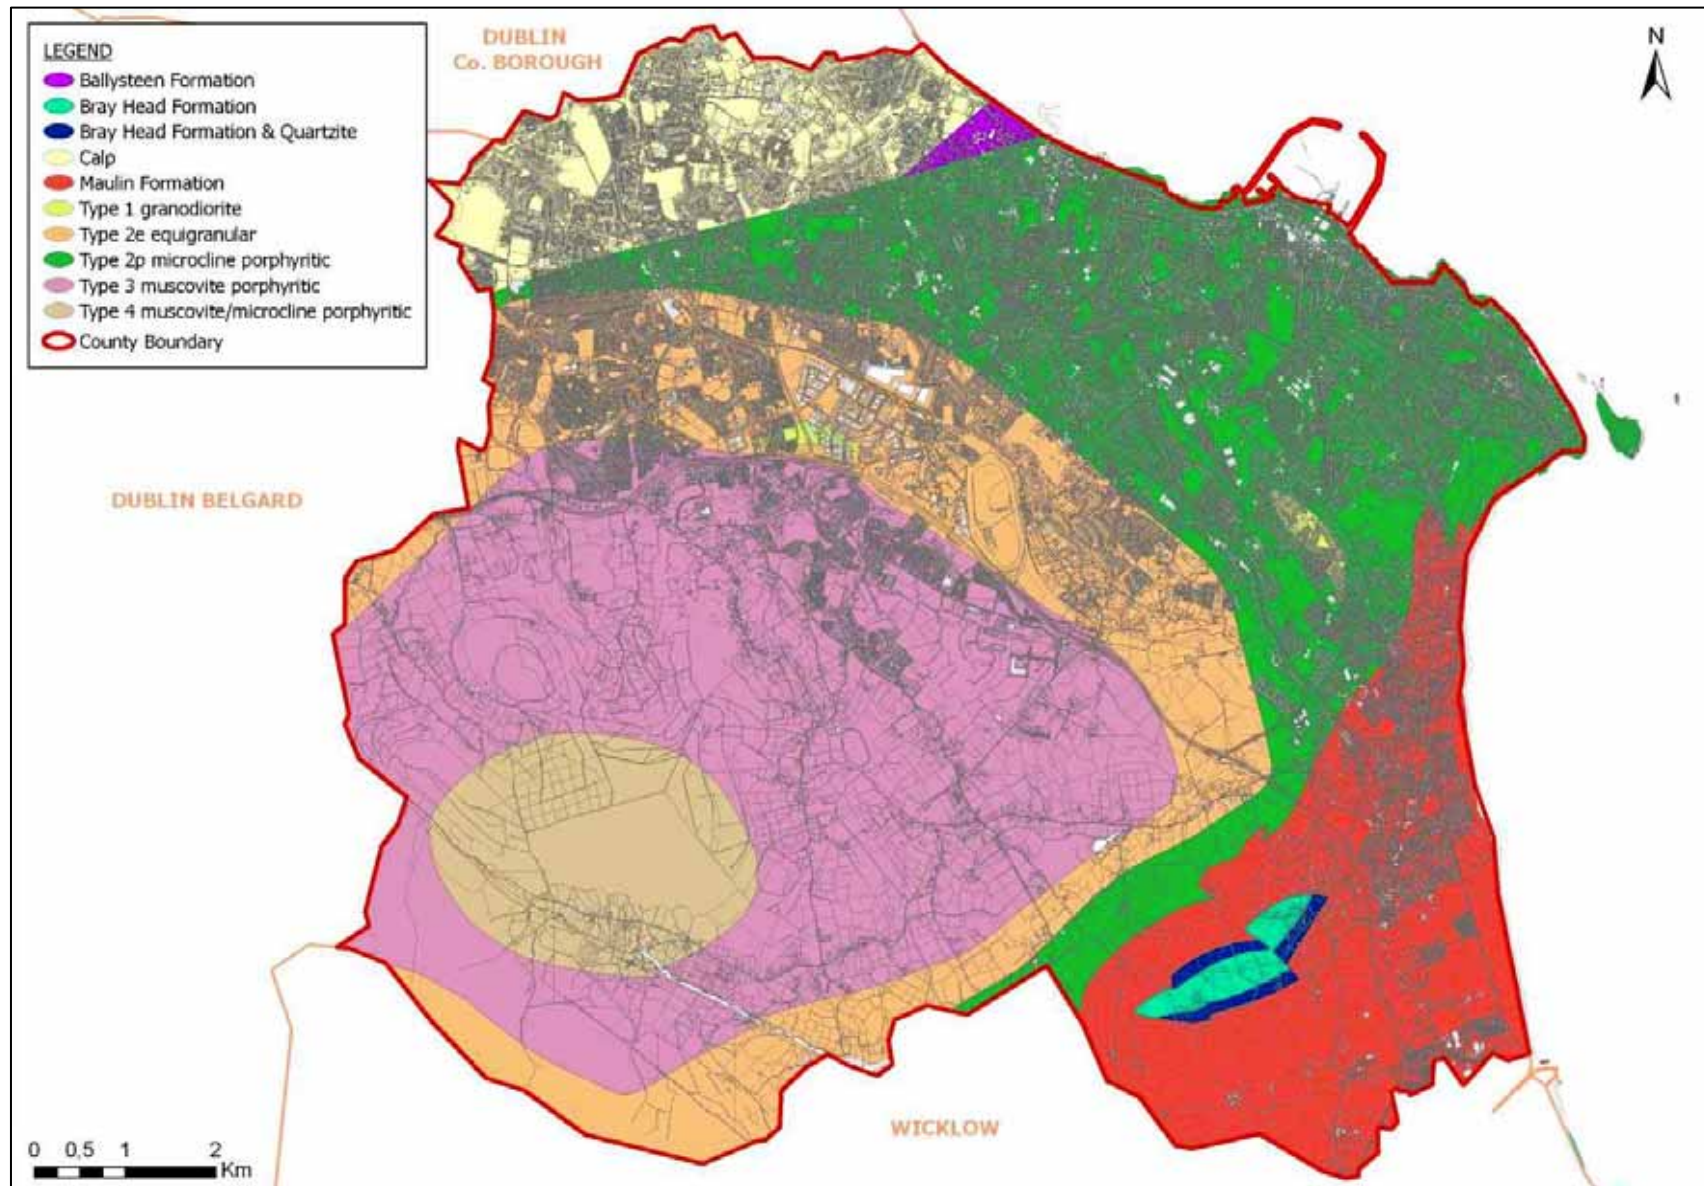 LEGEND
Ballysteen Formation
Bray Head Formation
Bray Head Formation & Quartzite
Calp
Maulin Formation
Type 1 granodiorite
Type 2e equigranular
Type 2p microcline porphyritic
Type 3 muscovite porphyritic
Type 4 muscovite/microcline porphyritic
County Boundary
DUBLIN
Co. BOROUGH
N
DUBLIN BELGARD
WICKLOW
0 0,5 1 2
Km